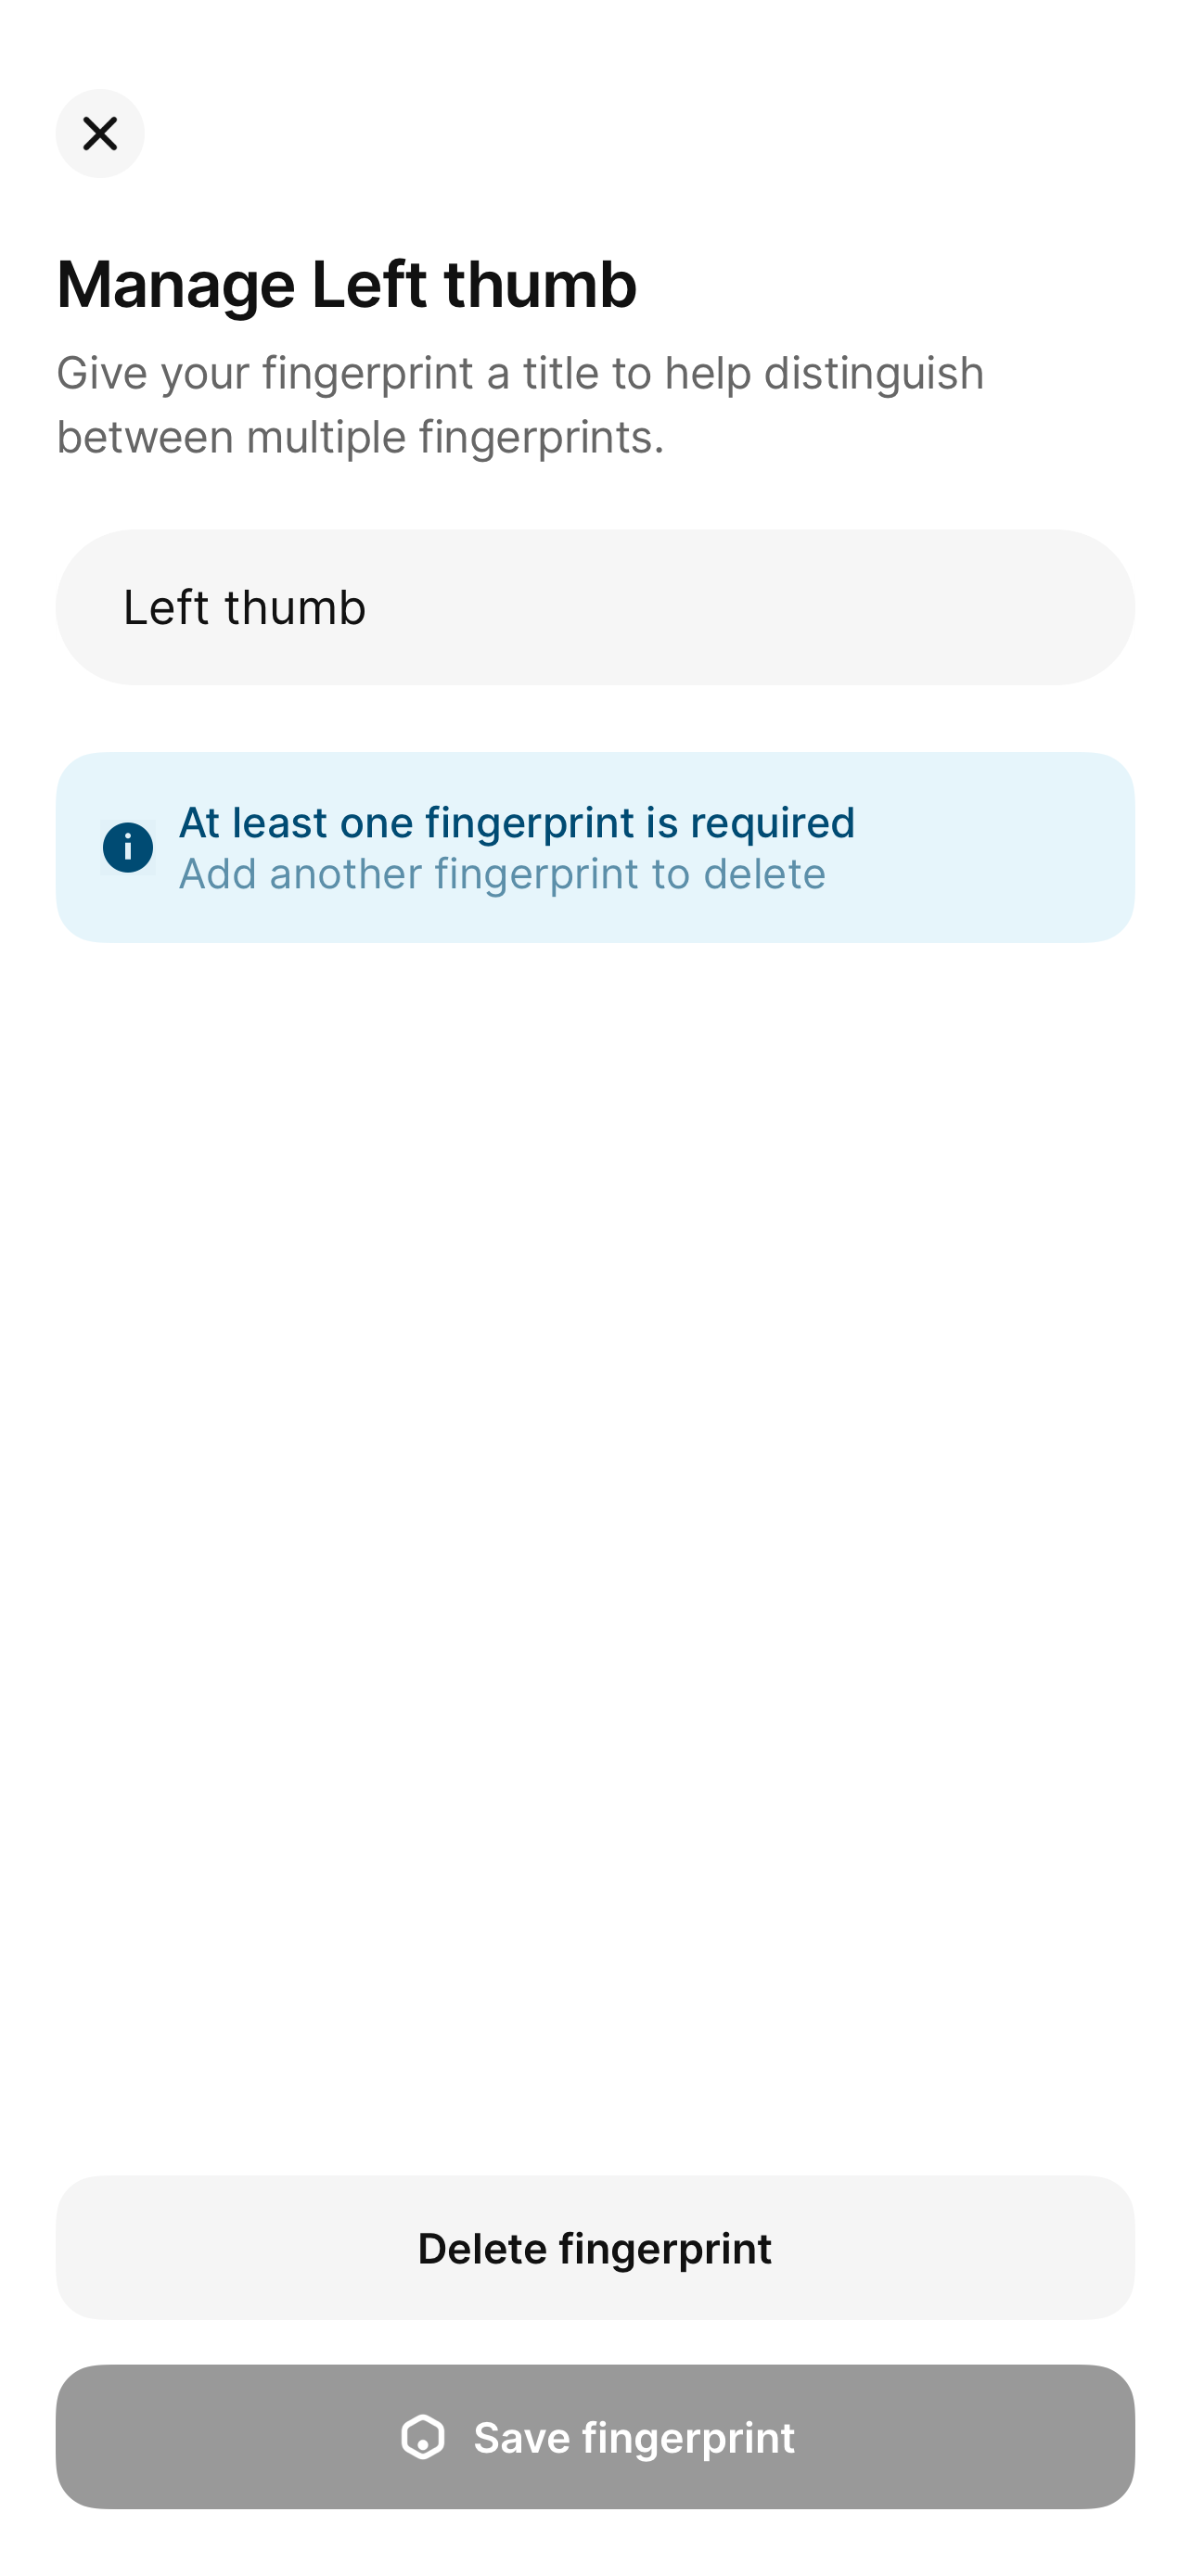 Manage Left thumb
Give your fingerprint a title to help distinguish
between multiple fingerprints.
Left thumb
At least one fingerprint is required
Add another fingerprint to delete
Delete fingerprint
Save fingerprint